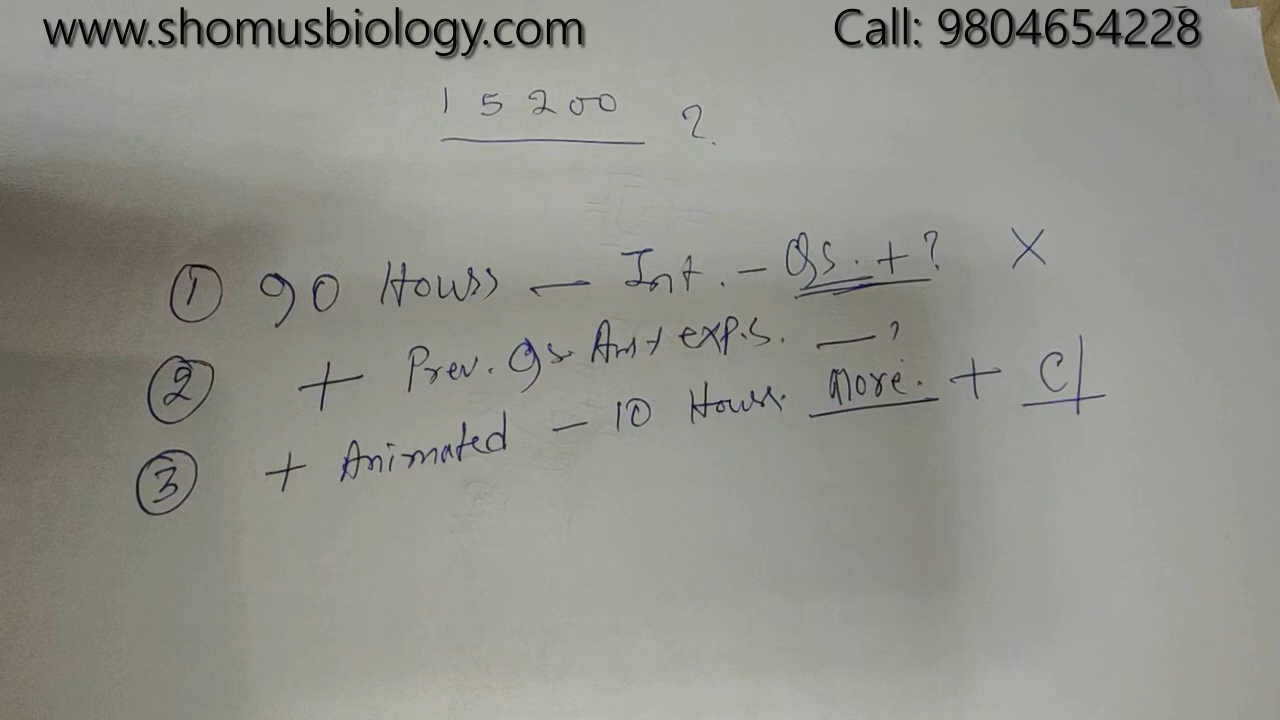 www.shomusbiology.com Call: 9804654228
15200 ?
① 90 Hours — Int. - Qs. + ? X
② + Prev. Qs Ans + exp.s. — ?
③ + Animated — 10 Hours. More. + C